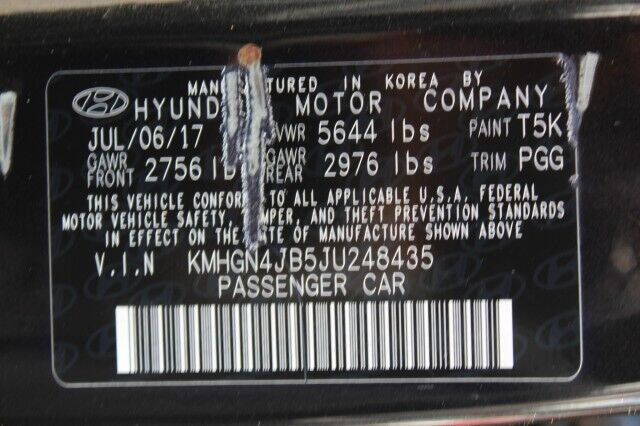 MANUFACTURED IN KOREA BY
HYUNDAI MOTOR COMPANY
JUL/06/17 GVWR 5644 lbs PAINT T5K
GAWR FRONT 2756 lbs GAWR REAR 2976 lbs TRIM PGG
THIS VEHICLE CONFORMS TO ALL APPLICABLE U.S.A. FEDERAL
MOTOR VEHICLE SAFETY, BUMPER, AND THEFT PREVENTION STANDARDS
IN EFFECT ON THE DATE OF MANUFACTURE SHOWN ABOVE
V.I.N KMHGN4JB5JU248435
PASSENGER CAR